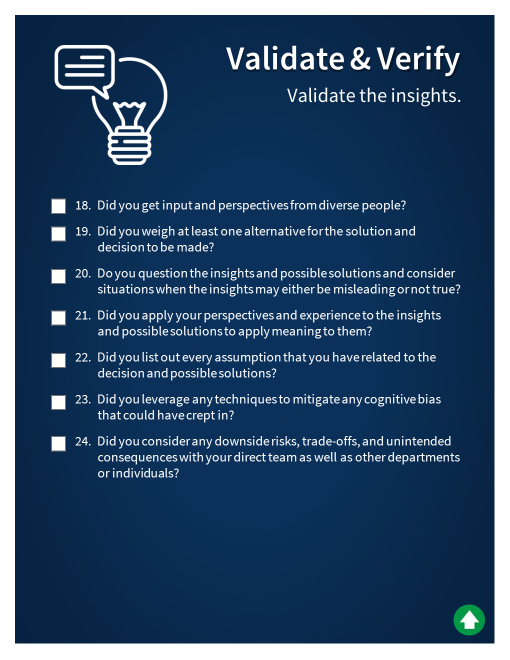 Validate & Verify
Validate the insights.
18. Did you get input and perspectives from diverse people?
19. Did you weigh at least one alternative for the solution and
decision to be made?
20. Do you question the insights and possible solutions and consider
situations when the insights may either be misleading or not true?
21. Did you apply your perspectives and experience to the insights
and possible solutions to apply meaning to them?
22. Did you list out every assumption that you have related to the
decision and possible solutions?
23. Did you leverage any techniques to mitigate any cognitive bias
that could have crept in?
24. Did you consider any downside risks, trade-offs, and unintended
consequences with your direct team as well as other departments
or individuals?